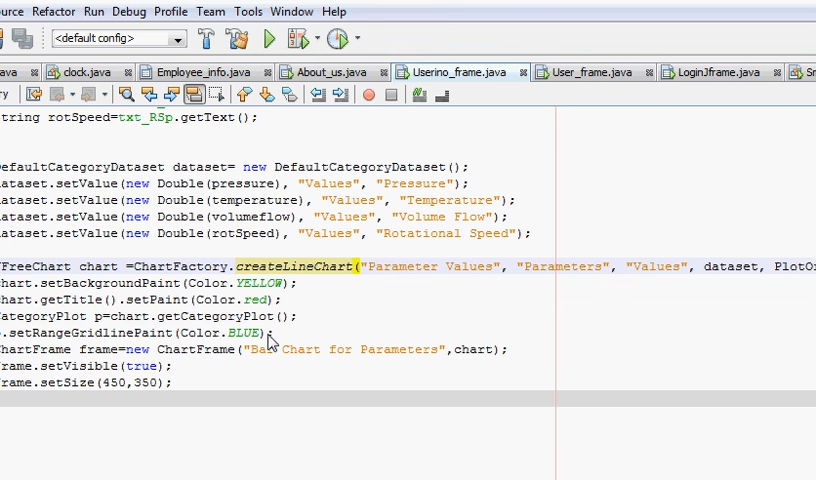 ource Refactor Run Debug Profile Team Tools Window Help
<default config>
ava clock.java Employee_info.java About_us.java Userino_frame.java User_frame.java LoginJframe.java Sm
ry
tring rotSpeed=txt_RSp.getText();
efaultCategoryDataset dataset= new DefaultCategoryDataset();
ataset.setValue(new Double(pressure), "Values", "Pressure");
ataset.setValue(new Double(temperature), "Values", "Temperature");
ataset.setValue(new Double(volumeflow), "Values", "Volume Flow");
ataset.setValue(new Double(rotSpeed), "Values", "Rotational Speed");
FreeChart chart =ChartFactory.createLineChart("Parameter Values", "Parameters", "Values", dataset, PlotOr
hart.setBackgroundPaint(Color.YELLOW);
hart.getTitle().setPaint(Color.red);
ategoryPlot p=chart.getCategoryPlot();
.setRangeGridlinePaint(Color.BLUE);
hartFrame frame=new ChartFrame("Bar Chart for Parameters",chart);
rame.setVisible(true);
rame.setSize(450,350);